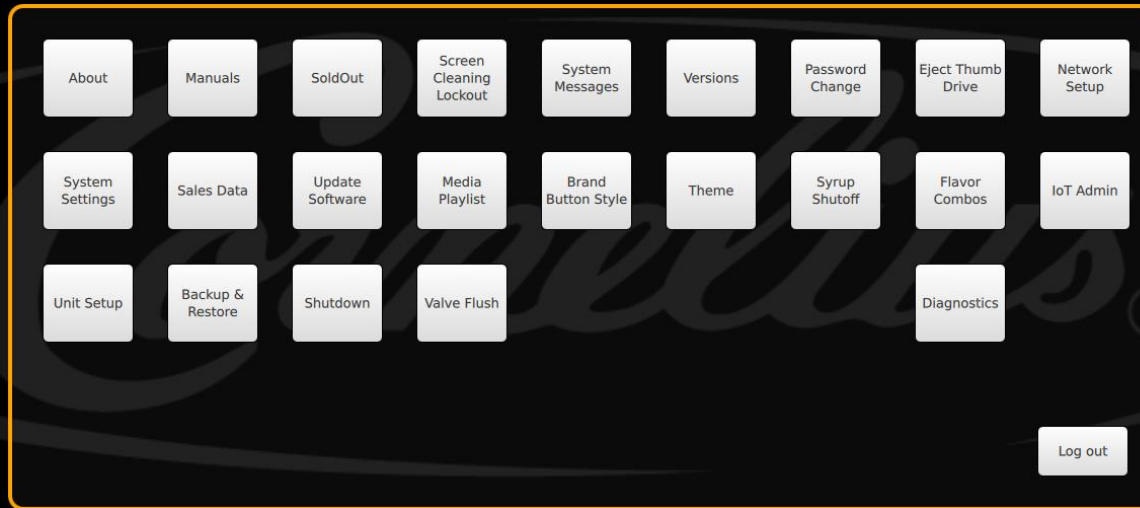 About
Manuals
SoldOut
Screen
Cleaning
Lockout
System
Messages
Versions
Password
Change
Eject Thumb
Drive
Network
Setup
System
Settings
Sales Data
Update
Software
Media
Playlist
Brand
Button Style
Theme
Syrup
Shutoff
Flavor
Combos
IoT Admin
Unit Setup
Backup &
Restore
Shutdown
Valve Flush
Diagnostics
Cornelius
Log out